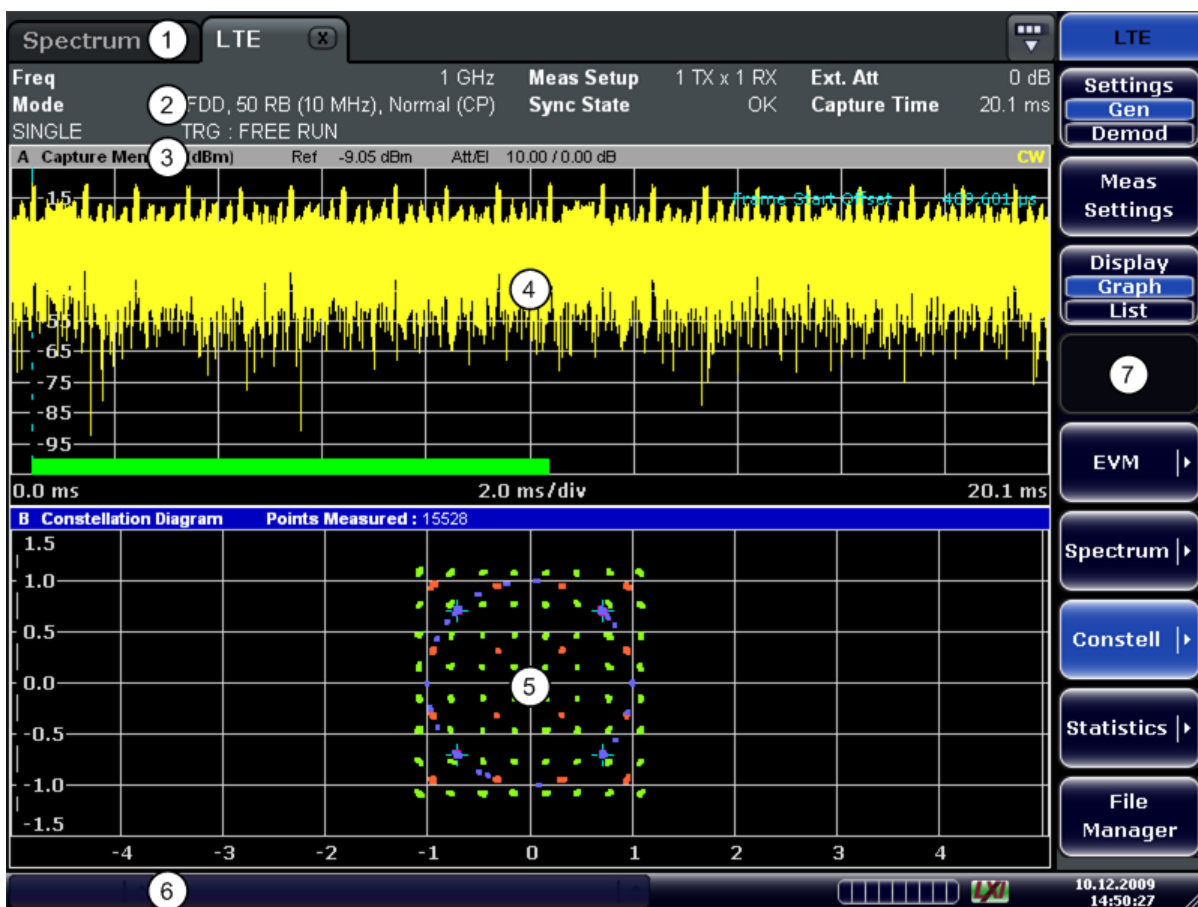 Spectrum 1 LTE X
LTE
Freq 1 GHz Meas Setup 1 TX x 1 RX Ext. Att 0 dB
Mode 2 FDD, 50 RB (10 MHz), Normal (CP) Sync State OK Capture Time 20.1 ms
SINGLE TRG : FREE RUN
Settings
Gen
Demod
A Capture 3 (dBm) Ref -9.05 dBm Att/El 10.00 / 0.00 dB CW
-15
Frame Start Offset 409.601 µs
4
-55
-65
-75
-85
-95
0.0 ms 2.0 ms/div 20.1 ms
Meas
Settings
Display
Graph
List
7
B Constellation Diagram Points Measured : 15528
1.5
1.0
0.5
0.0
-0.5
-1.0
-1.5
5
-4 -3 -2 -1 0 1 2 3 4
EVM
Spectrum
Constell
Statistics
File
Manager
6
LXI
10.12.2009
14:50:27